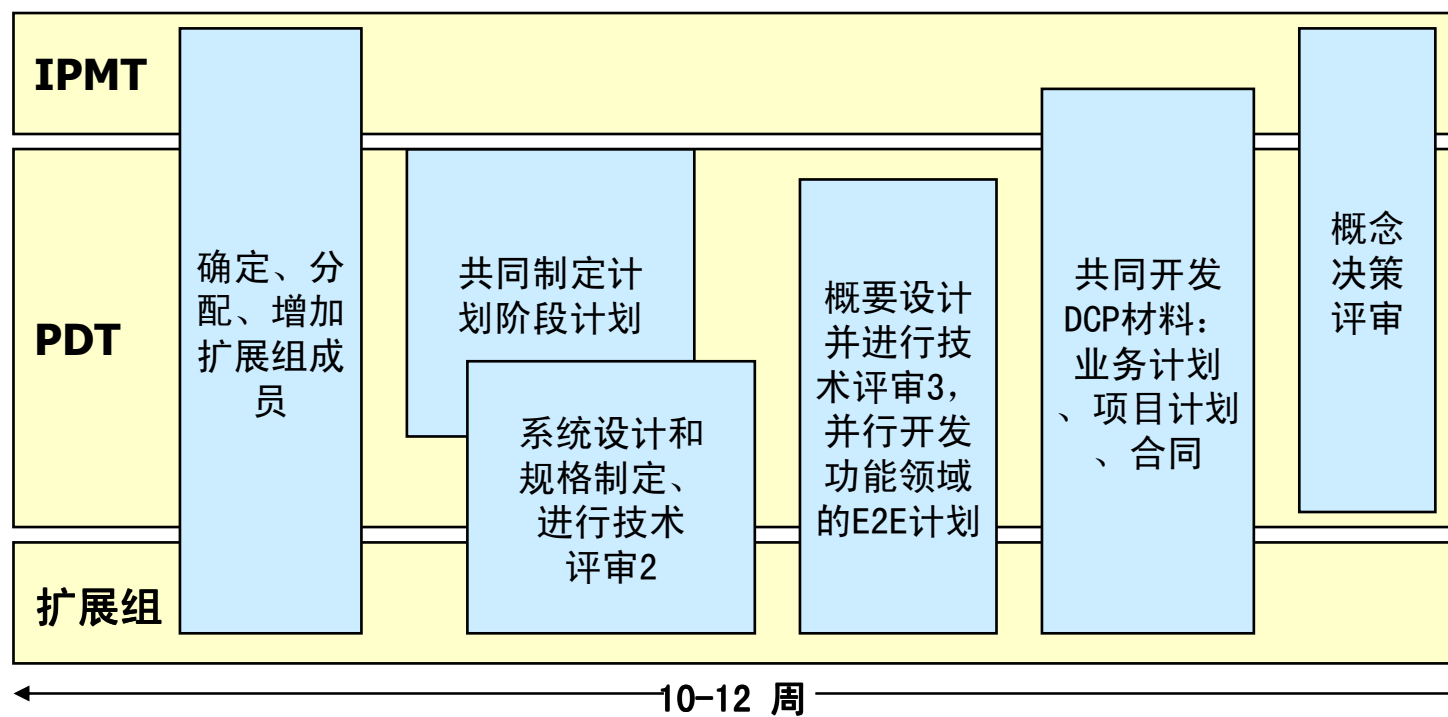 IPMT
PDT
扩展组
确定、分
配、增加
扩展组成
员
共同制定计
划阶段计划
系统设计和
规格制定、
进行技术
评审2
概要设计
并进行技
术评审3，
并行开发
功能领域
的E2E计划
共同开发
DCP材料：
业务计划
、项目计划
、合同
概念
决策
评审
10-12 周